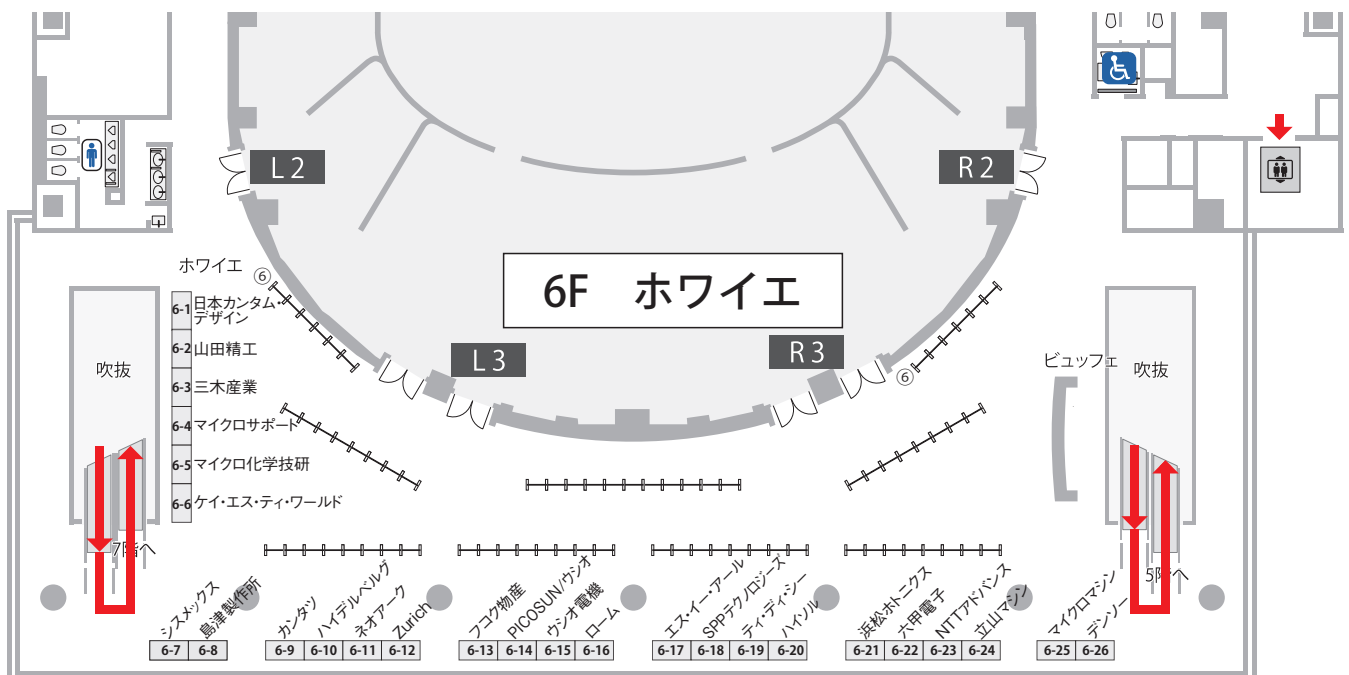 L2
R2
6F ホワイエ
ホワイエ
⑥
L3
R3
⑥
6-1 日本カンタム・
デザイン
6-2 山田精工
6-3 三木産業
6-4 マイクロサポート
6-5 マイクロ化学技研
6-6 ケイ・エス・ティ・ワールド
吹抜
7階へ
ビュッフェ
吹抜
5階へ
シスメックス
島津製作所
カンタツ
ハイデルベルグ
ネオアーク
Zurich
フコク物産
PICOSUN/ウシオ
ウシオ電機
ローム
エス・イー・アール
SPPテクノロジーズ
ティ・ディ・シー
ハイソル
浜松ホトニクス
六甲電子
NTTアドバンス
立山マシン
マイクロマシン
デンソー
6-7 6-8 6-9 6-10 6-11 6-12 6-13 6-14 6-15 6-16 6-17 6-18 6-19 6-20 6-21 6-22 6-23 6-24 6-25 6-26